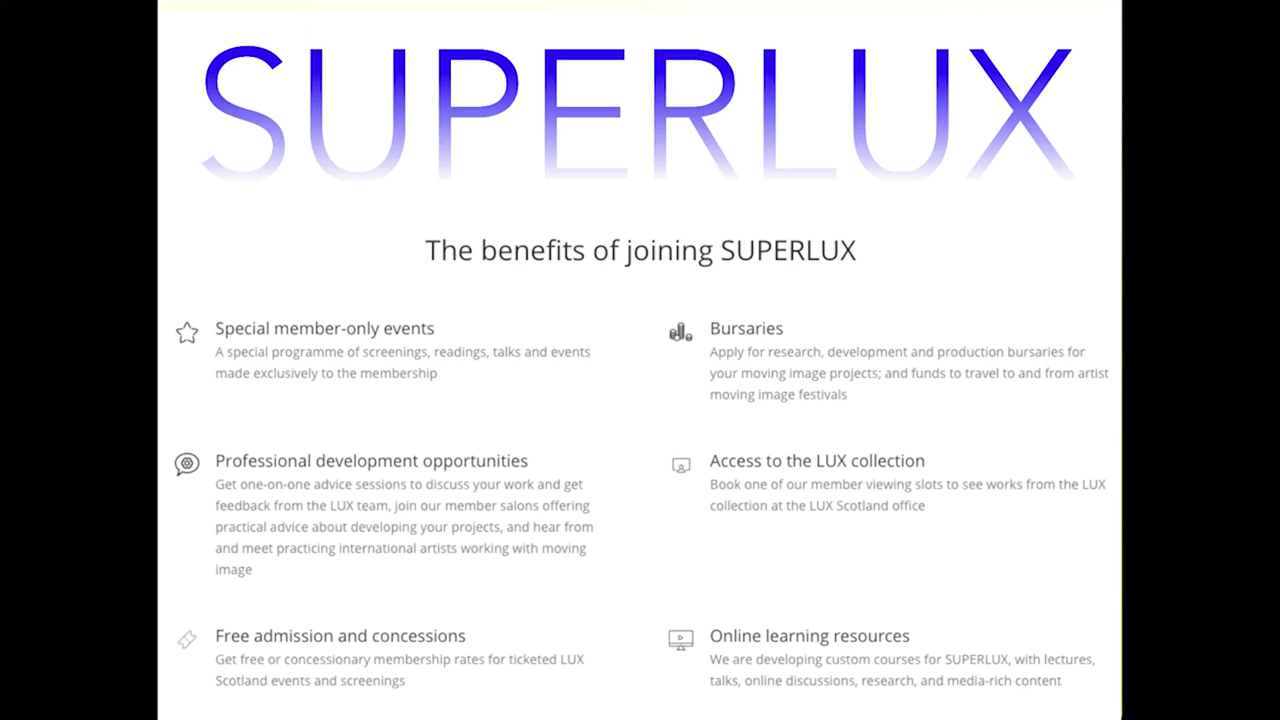 SUPERLUX
The benefits of joining SUPERLUX
Special member-only events
A special programme of screenings, readings, talks and events
made exclusively to the membership
Bursaries
Apply for research, development and production bursaries for
your moving image projects; and funds to travel to and from artist
moving image festivals
Professional development opportunities
Get one-on-one advice sessions to discuss your work and get
feedback from the LUX team, join our member salons offering
practical advice about developing your projects, and hear from
and meet practicing international artists working with moving
image
Access to the LUX collection
Book one of our member viewing slots to see works from the LUX
collection at the LUX Scotland office
Free admission and concessions
Get free or concessionary membership rates for ticketed LUX
Scotland events and screenings
Online learning resources
We are developing custom courses for SUPERLUX, with lectures,
talks, online discussions, research, and media-rich content